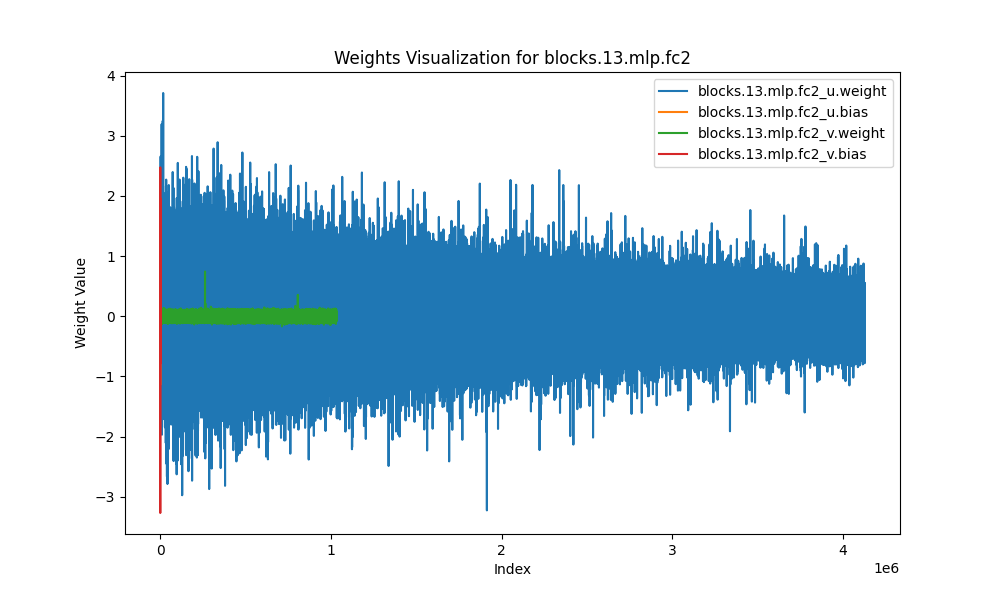 Weights Visualization for blocks.13.mlp.fc2
blocks.13.mlp.fc2_u.weight
blocks.13.mlp.fc2_u.bias
blocks.13.mlp.fc2_v.weight
blocks.13.mlp.fc2_v.bias
Weight Value
4
3
2
1
0
−1
−2
−3
0 1 2 3 4
1e6
Index